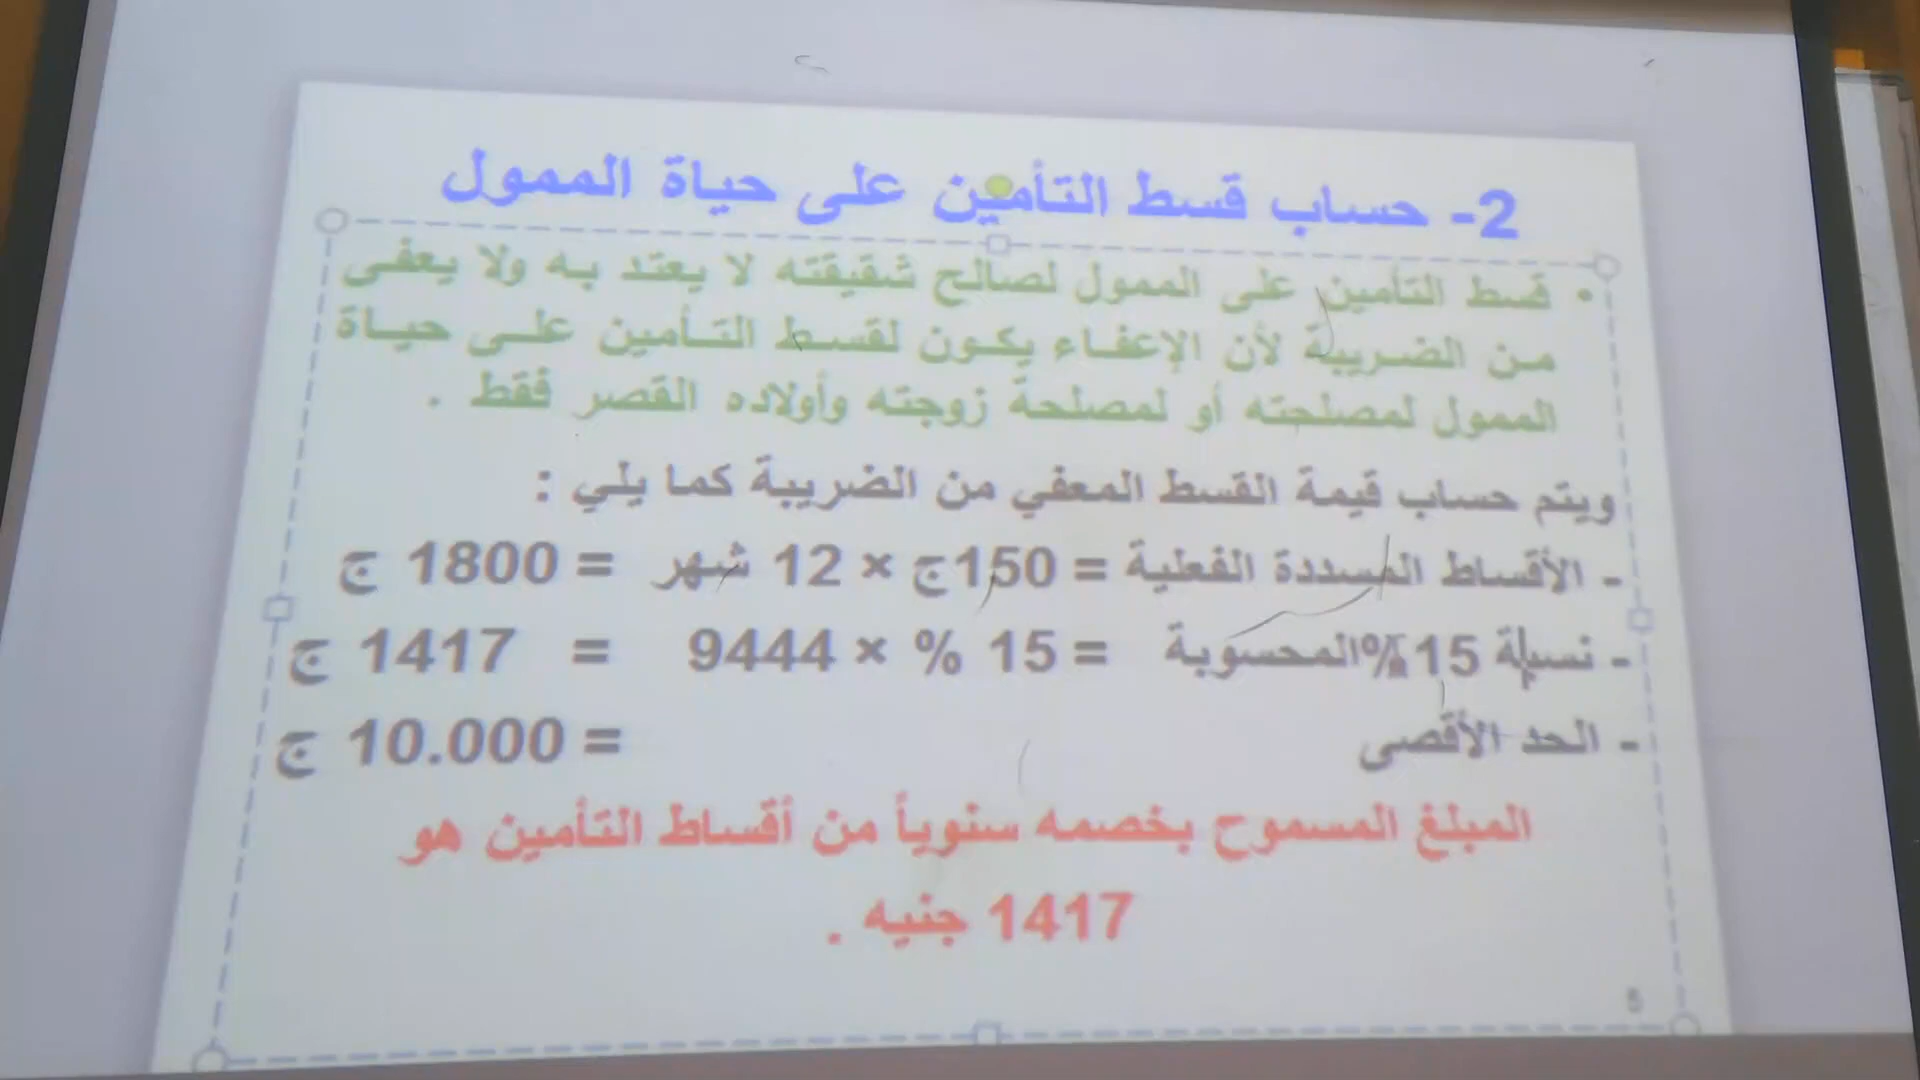 2- حساب قسط التأمين على حياة الممول
• قسط التأمين على الممول لصالح شقيقته لا يعتد به ولا يعفى
من الضريبة لأن الإعفاء يكون لقسط التأمين على حياة
الممول لمصلحته أو لمصلحة زوجته وأولاده القصر فقط .
ويتم حساب قيمة القسط المعفي من الضريبة كما يلي :
- الأقساط المسددة الفعلية = 150ج × 12 شهر = 1800 ج
- نسبة 15%المحسوبة = 15 % × 9444 = 1417 ج
- الحد الأقصى = 10.000 ج
المبلغ المسموح بخصمه سنوياً من أقساط التأمين هو
1417 جنيه .
5